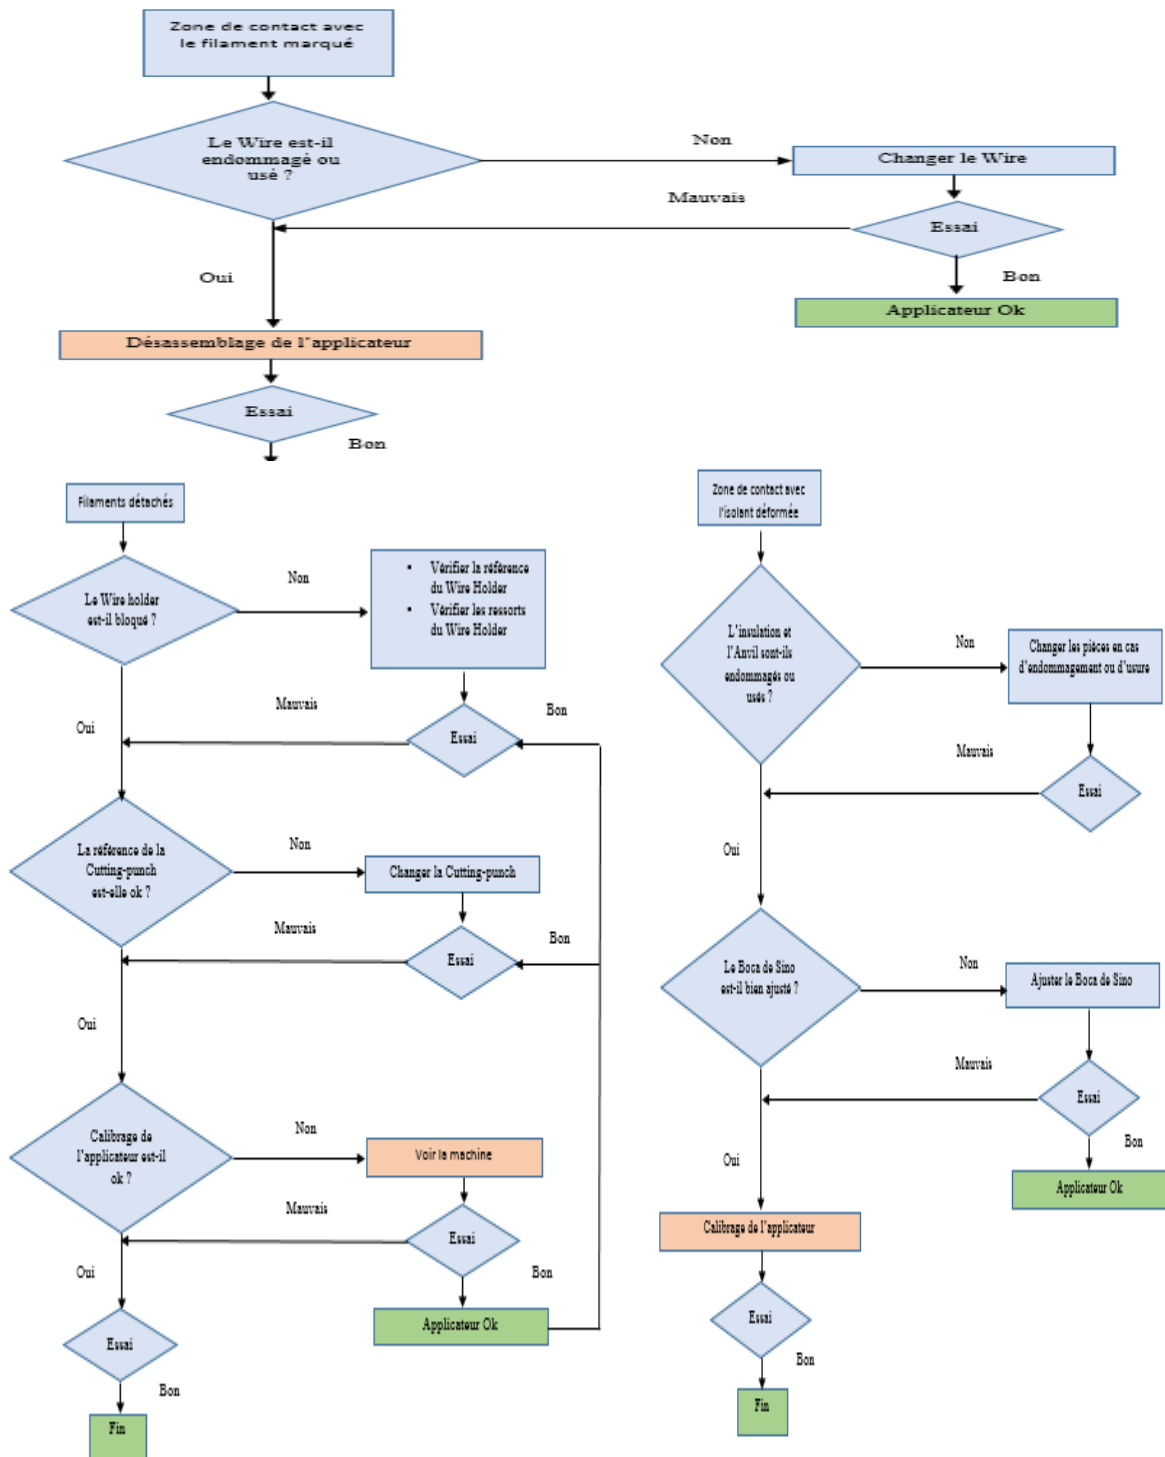 Zone de contact avec
le filament marqué
Le Wire est-il
endommagé ou
usé ?
Non
Changer le Wire
Mauvais
Essai
Oui
Bon
Applicateur Ok
Désassemblage de l'applicateur
Essai
Bon
Filaments détachés
Le Wire holder
est-il bloqué ?
Non
▪ Vérifier la référence
du Wire Holder
▪ Vérifier les ressorts
du Wire Holder
Mauvais
Bon
Oui
Essai
La référence de la
Cutting-punch
est-elle ok ?
Non
Changer la Cutting-punch
Mauvais
Bon
Essai
Oui
Calibrage de
l'applicateur est-il
ok ?
Non
Voir la machine
Mauvais
Essai
Oui
Bon
Applicateur Ok
Essai
Bon
Fin
Zone de contact avec
l'isolant déformée
L'insulation et
l'Anvil sont-ils
endommagés ou
usés ?
Non
Changer les pièces en cas
d'endommagement ou d'usure
Mauvais
Essai
Oui
Le Boca de Sino
est-il bien ajusté ?
Non
Ajuster le Boca de Sino
Mauvais
Essai
Bon
Oui
Applicateur Ok
Calibrage de l'applicateur
Essai
Bon
Fin